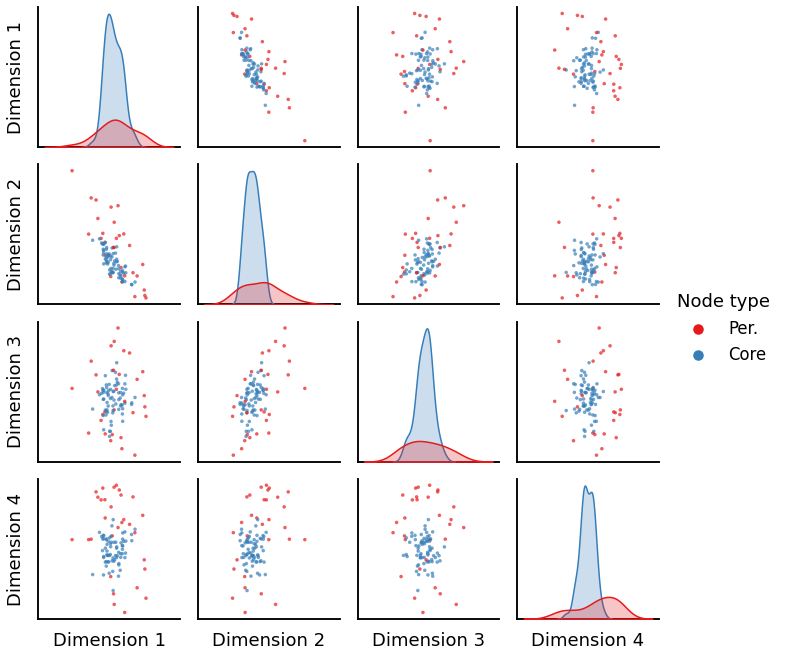 Dimension 1
Dimension 2
Dimension 3
Dimension 4
Node type
Per.
Core
Dimension 1
Dimension 2
Dimension 3
Dimension 4